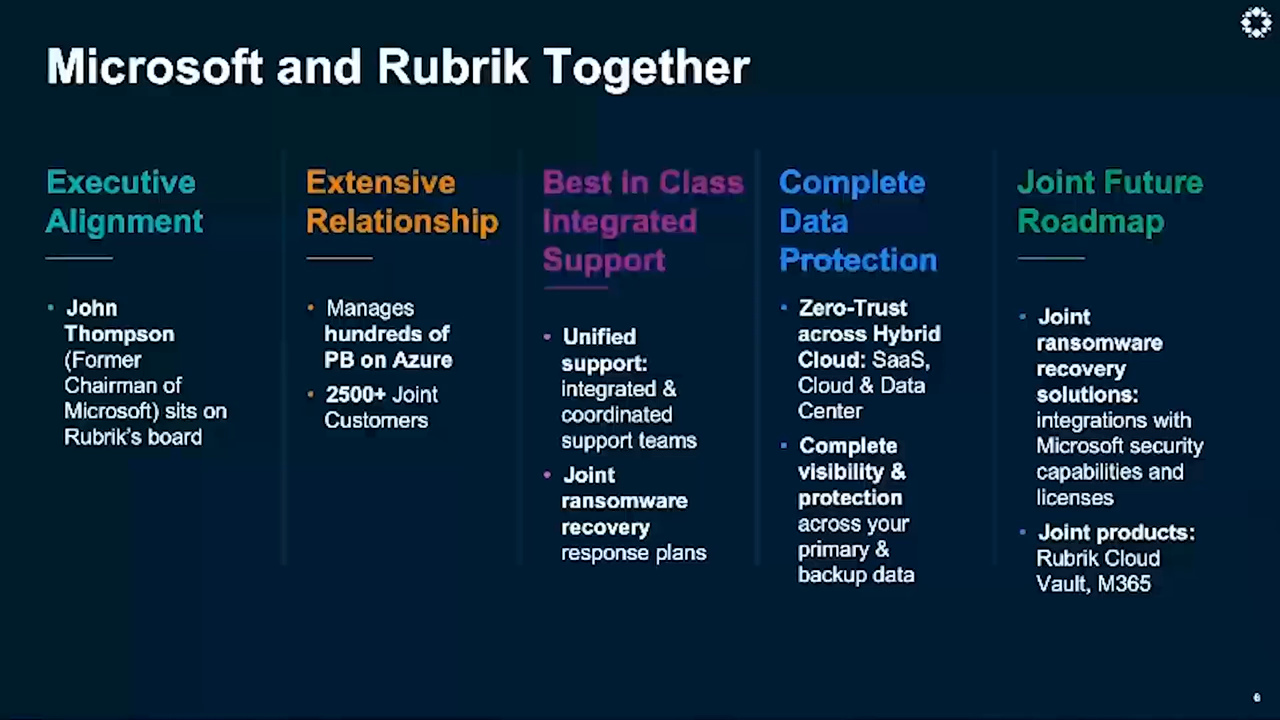 Microsoft and Rubrik Together
Executive
Alignment
• John
Thompson
(Former
Chairman of
Microsoft) sits on
Rubrik's board
Extensive
Relationship
• Manages
hundreds of
PB on Azure
• 2500+ Joint
Customers
Best in Class
Integrated
Support
• Unified
support:
integrated &
coordinated
support teams
• Joint
ransomware
recovery
response plans
Complete
Data
Protection
• Zero-Trust
across Hybrid
Cloud: SaaS,
Cloud & Data
Center
• Complete
visibility &
protection
across your
primary &
backup data
Joint Future
Roadmap
• Joint
ransomware
recovery
solutions:
integrations with
Microsoft security
capabilities and
licenses
• Joint products:
Rubrik Cloud
Vault, M365
6